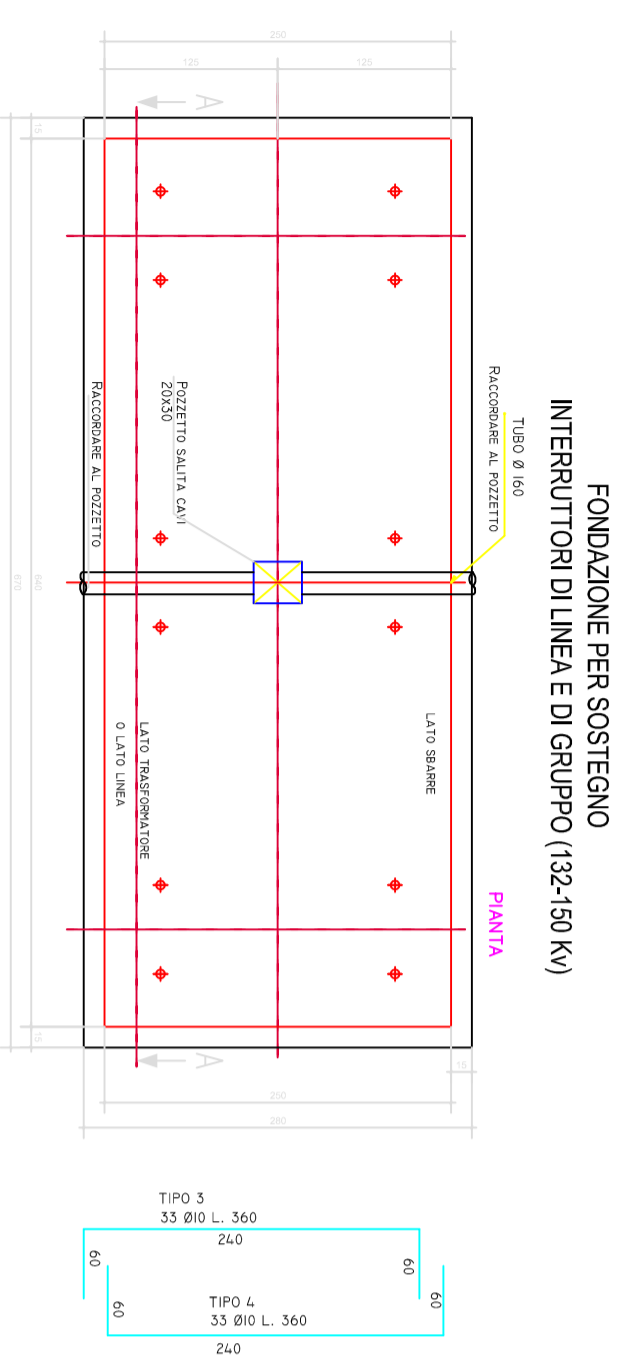 FONDAZIONE PER SOSTEGNO
INTERRUTTORI DI LINEA E DI GRUPPO (132-150 Kv)
PIANTA
TUBO Ø 160
RACCORDARE AL POZZETTO
LATO SBARRE
POZZETTO SALITA CAVI
20X30
RACCORDARE AL POZZETTO
LATO TRASFORMATORE
O LATO LINEA
A
A
250
125
125
15
640
670
15
15
250
280
TIPO 3
33 Ø10 L. 360
240
60
60
TIPO 4
33 Ø10 L. 360
240
60
60